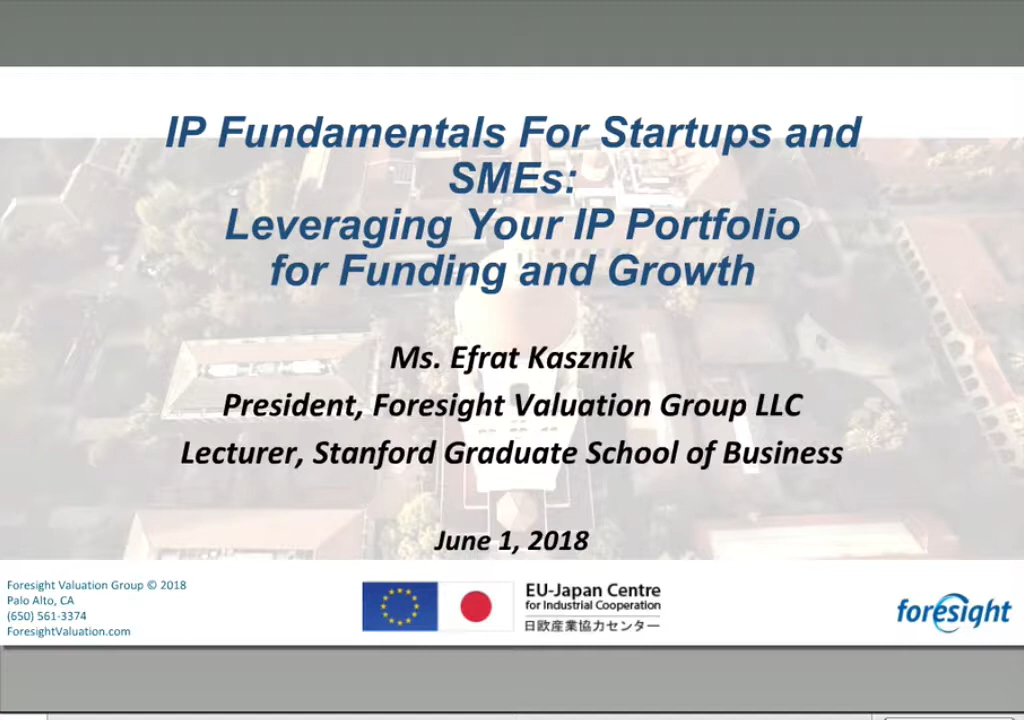 IP Fundamentals For Startups and
SMEs:
Leveraging Your IP Portfolio
for Funding and Growth
Ms. Efrat Kasznik
President, Foresight Valuation Group LLC
Lecturer, Stanford Graduate School of Business
June 1, 2018
Foresight Valuation Group © 2018
Palo Alto, CA
(650) 561-3374
ForesightValuation.com
EU-Japan Centre
for Industrial Cooperation
日欧産業協力センター
foresight